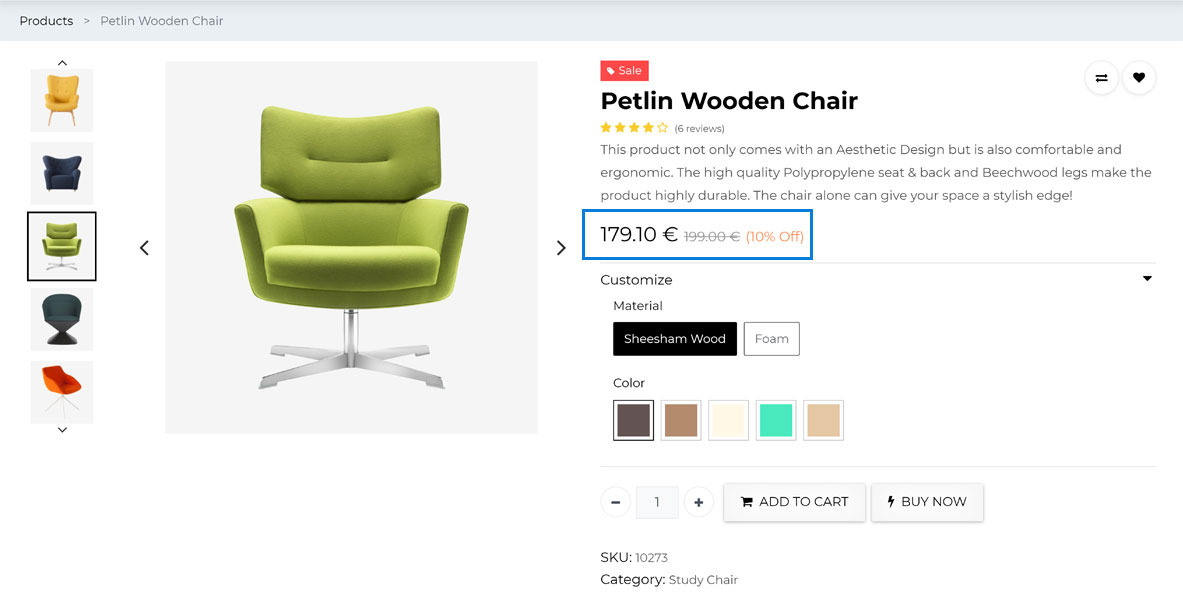 Products > Petlin Wooden Chair
Sale
Petlin Wooden Chair
(6 reviews)
This product not only comes with an Aesthetic Design but is also comfortable and
ergonomic. The high quality Polypropylene seat & back and Beechwood legs make the
product highly durable. The chair alone can give your space a stylish edge!
179.10 € 199.00 € (10% Off)
Customize
Material
Sheesham Wood Foam
Color
1 ADD TO CART BUY NOW
SKU: 10273
Category: Study Chair